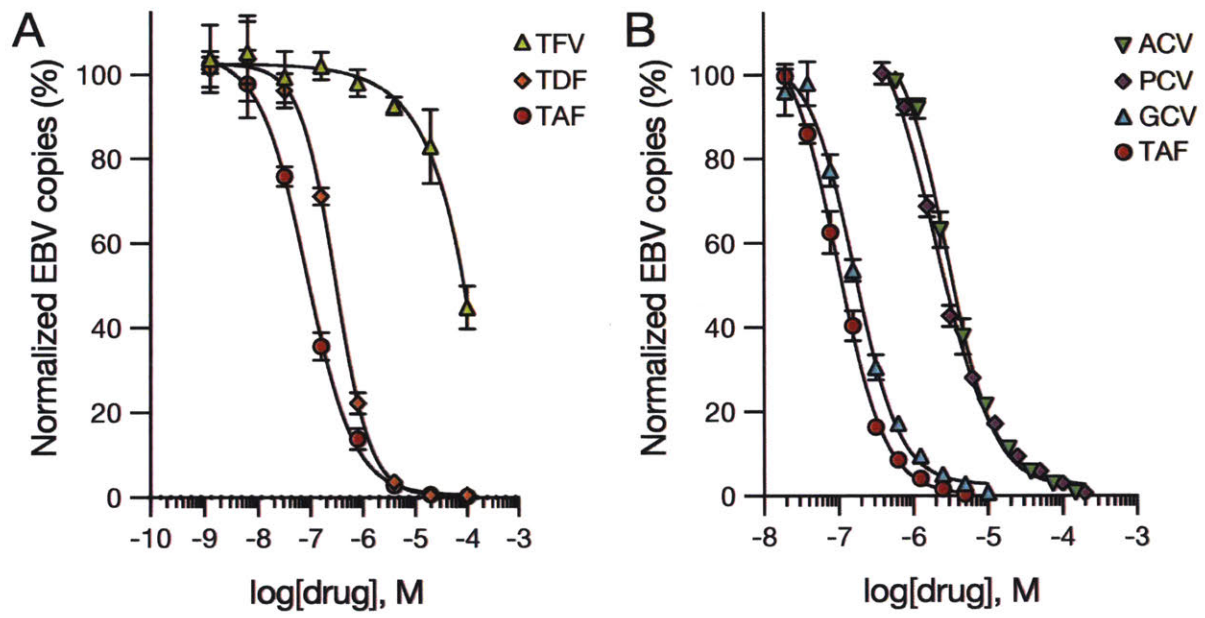 A
Normalized EBV copies (%)
100
80
60
40
20
0
-10 -9 -8 -7 -6 -5 -4 -3
log[drug], M
TFV
TDF
TAF
B
Normalized EBV copies (%)
100
80
60
40
20
0
-8 -7 -6 -5 -4 -3
log[drug], M
ACV
PCV
GCV
TAF